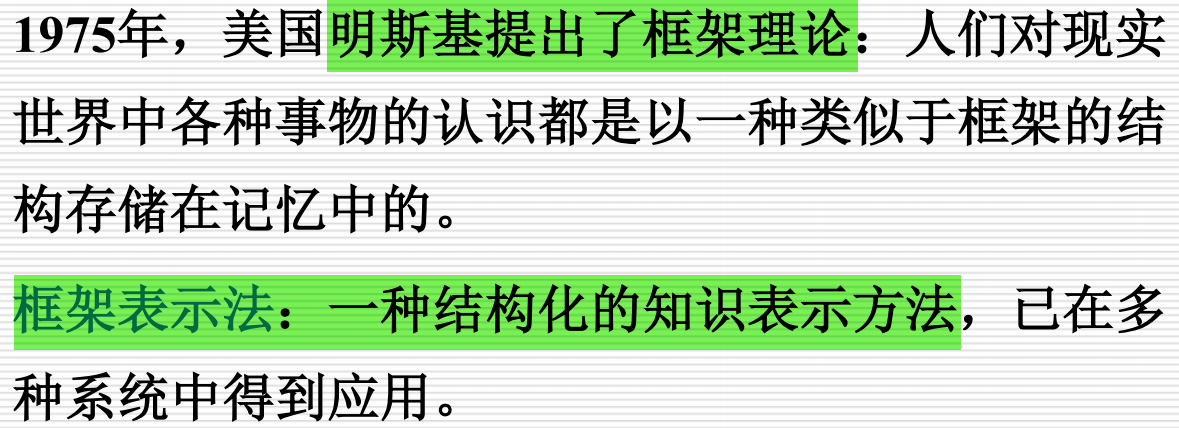 1975年，美国明斯基提出了框架理论：人们对现实
世界中各种事物的认识都是以一种类似于框架的结
构存储在记忆中的。
框架表示法：一种结构化的知识表示方法，已在多
种系统中得到应用。